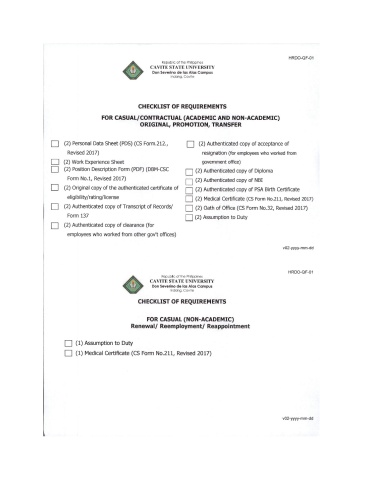 HRDO-QF-01
Republic of the Philippines
CAVITE STATE UNIVERSITY
Don Severino de las Alas Campus
Indang, Cavite
CHECKLIST OF REQUIREMENTS
FOR CASUAL/CONTRACTUAL (ACADEMIC AND NON-ACADEMIC)
ORIGINAL, PROMOTION, TRANSFER
(2) Personal Data Sheet (PDS) (CS Form.212.,
Revised 2017)
(2) Work Experience Sheet
(2) Position Description Form (PDF) (DBM-CSC
Form No.1, Revised 2017)
(2) Original copy of the authenticated certificate of
eligibility/rating/license
(2) Authenticated copy of Transcript of Records/
Form 137
(2) Authenticated copy of clearance (for
employees who worked from other gov't offices)
(2) Authenticated copy of acceptance of
resignation (for employees who worked from
government office)
(2) Authenticated copy of Diploma
(2) Authenticated copy of NBI
(2) Authenticated copy of PSA Birth Certificate
(2) Medical Certificate (CS Form No.211, Revised 2017)
(2) Oath of Office (CS Form No.32, Revised 2017)
(2) Assumption to Duty
v02-yyyy-mm-dd
HRDO-QF-01
Republic of the Philippines
CAVITE STATE UNIVERSITY
Don Severino de las Alas Campus
Indang, Cavite
CHECKLIST OF REQUIREMENTS
FOR CASUAL (NON-ACADEMIC)
Renewal/ Reemployment/ Reappointment
(1) Assumption to Duty
(1) Medical Certificate (CS Form No.211, Revised 2017)
v02-yyyy-mm-dd